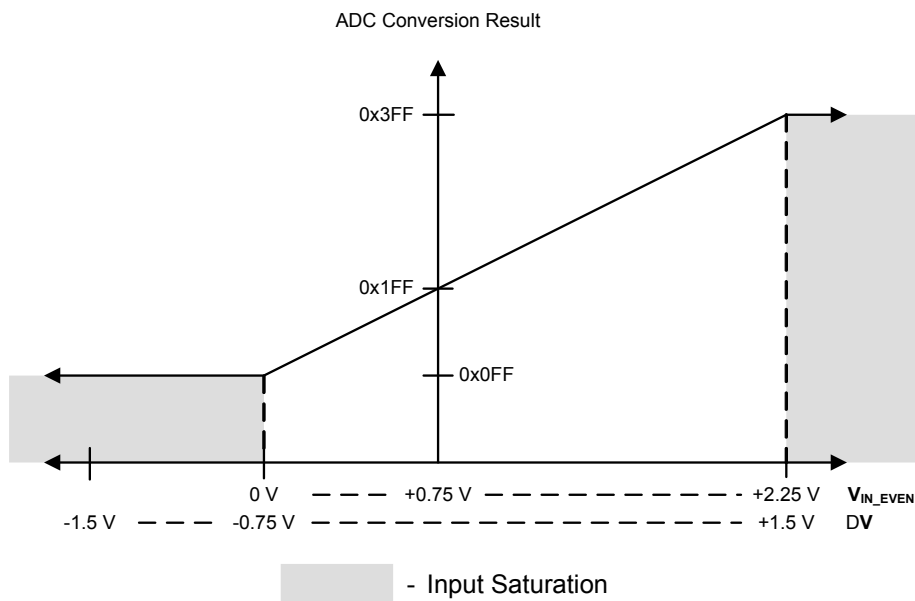 ADC Conversion Result
0x3FF
0x1FF
0x0FF
0 V +0.75 V +2.25 V VIN_EVEN
-1.5 V -0.75 V +1.5 V DV
- Input Saturation